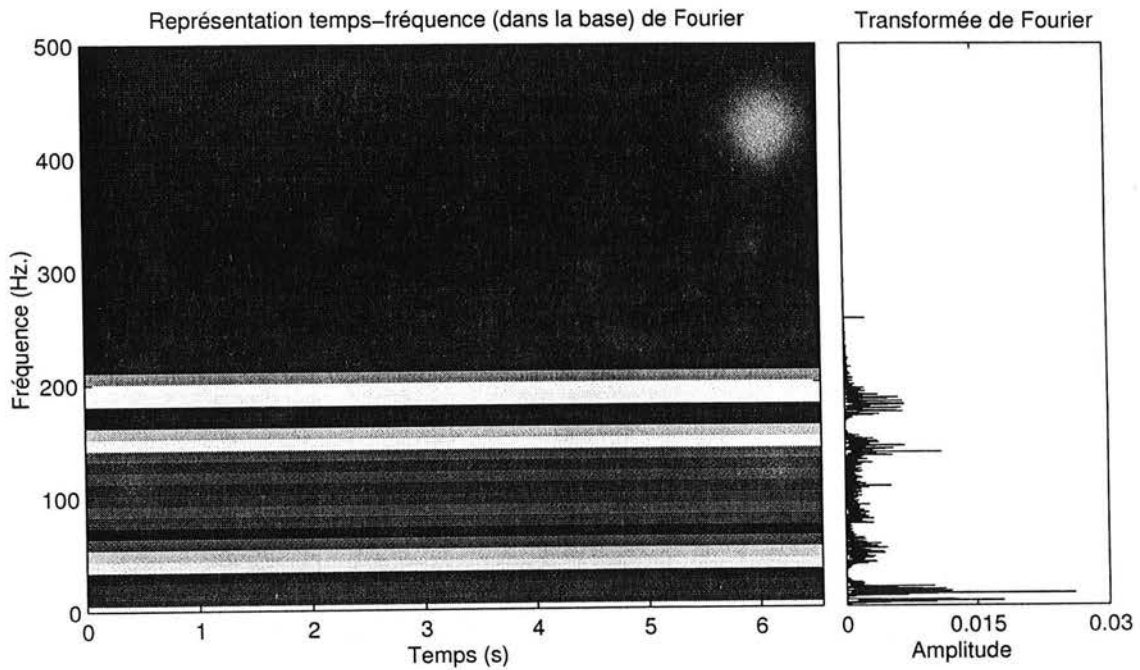 Représentation temps−fréquence (dans la base) de Fourier
Transformée de Fourier
500
400
300
200
100
0
Fréquence (Hz.)
0 1 2 3 4 5 6
Temps (s)
0 0.015 0.03
Amplitude